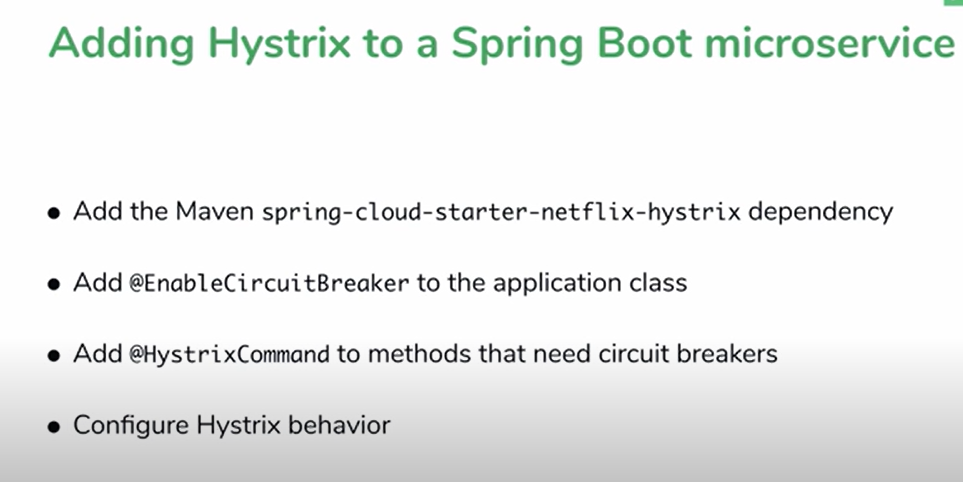 Adding Hystrix to a Spring Boot microservice
● Add the Maven spring-cloud-starter-netflix-hystrix dependency
● Add @EnableCircuitBreaker to the application class
● Add @HystrixCommand to methods that need circuit breakers
● Configure Hystrix behavior